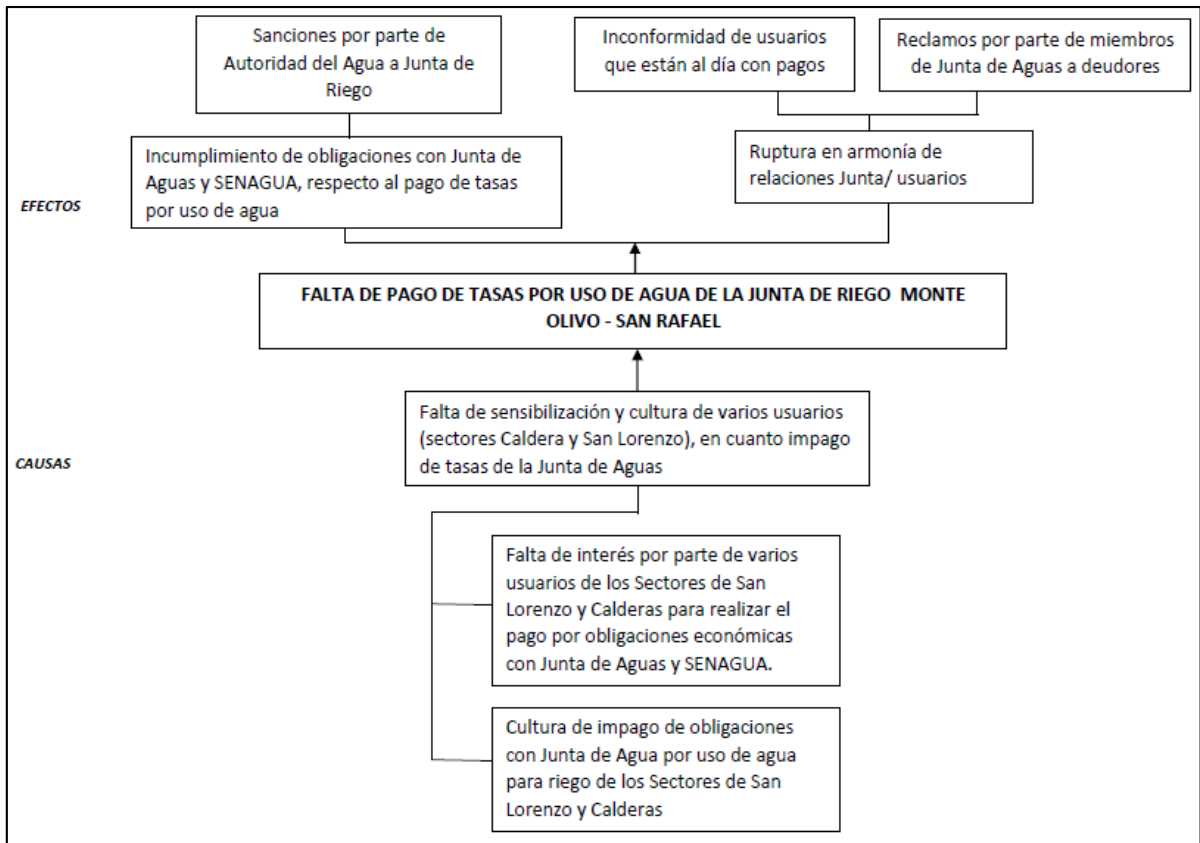 Sanciones por parte de
Autoridad del Agua a Junta de
Riego
Inconformidad de usuarios
que están al día con pagos
Reclamos por parte de miembros
de Junta de Aguas a deudores
Incumplimiento de obligaciones con Junta de
Aguas y SENAGUA, respecto al pago de tasas
por uso de agua
Ruptura en armonía de
relaciones Junta/ usuarios
EFECTOS
FALTA DE PAGO DE TASAS POR USO DE AGUA DE LA JUNTA DE RIEGO MONTE
OLIVO - SAN RAFAEL
Falta de sensibilización y cultura de varios usuarios
(sectores Caldera y San Lorenzo), en cuanto impago
de tasas de la Junta de Aguas
CAUSAS
Falta de interés por parte de varios
usuarios de los Sectores de San
Lorenzo y Calderas para realizar el
pago por obligaciones económicas
con Junta de Aguas y SENAGUA.
Cultura de impago de obligaciones
con Junta de Agua por uso de agua
para riego de los Sectores de San
Lorenzo y Calderas